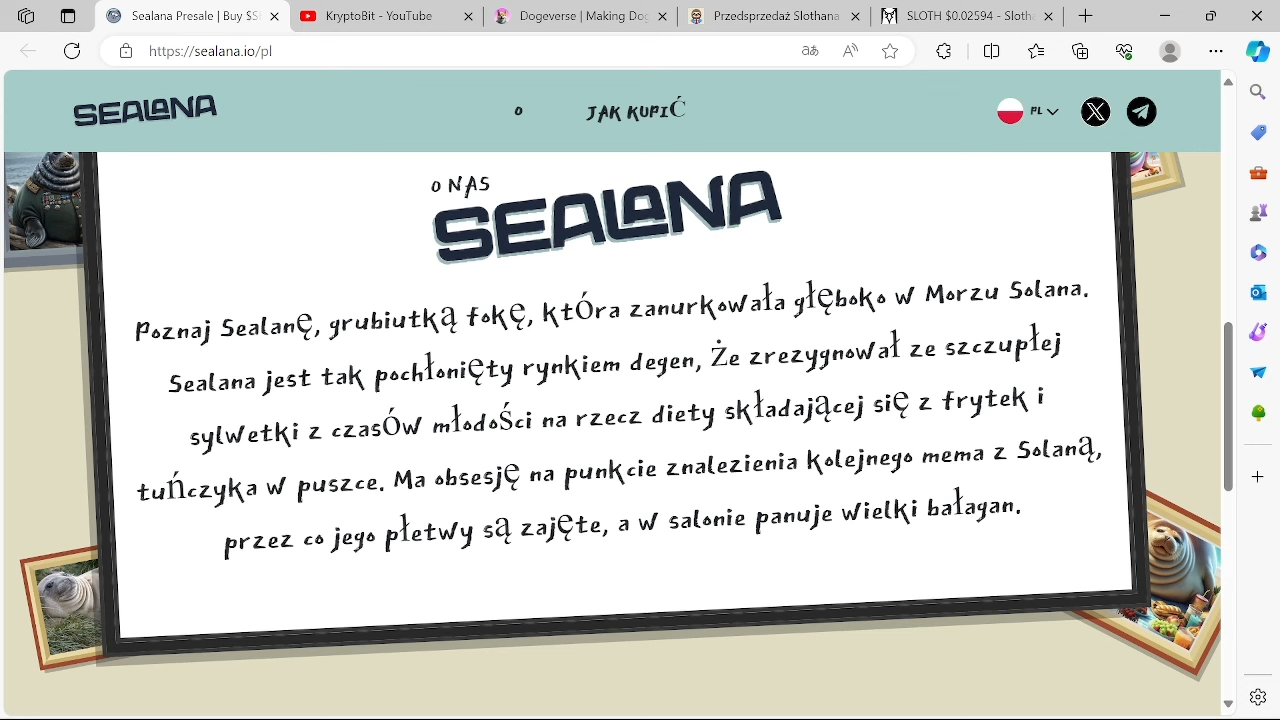 Sealana Presale | Buy $S
KryptoBit - YouTube
Dogeverse | Making Dog
Przedsprzedaż Slothana
SLOTH $0.02594 - Slotha
https://sealana.io/pl
SEALANA
O
JAK KUPIĆ
PL
O NAS
SEALANA
Poznaj Sealanę, grubiutką fokę, która zanurkowała głęboko w Morzu Solana.
Sealana jest tak pochłonięty rynkiem degen, Że zrezygnował ze szczupłej
sylwetki z czasów młodości na rzecz diety składającej się z frytek i
tuńczyka w puszce. Ma obsesję na punkcie znalezienia kolejnego mema z Solaną,
przez co jego płetwy są zajęte, a w salonie panuje wielki bałagan.